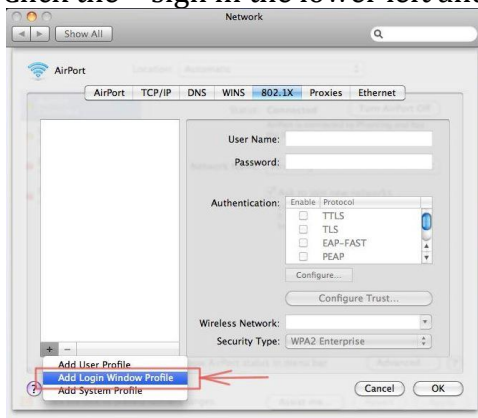 Network
Show All
AirPort
AirPort TCP/IP DNS WINS 802.1X Proxies Ethernet
User Name:
Password:
Authentication: Enable Protocol
TTLS
TLS
EAP-FAST
PEAP
Configure...
Configure Trust...
Wireless Network:
Security Type: WPA2 Enterprise
+ −
Add User Profile
Add Login Window Profile
Add System Profile
? Cancel OK